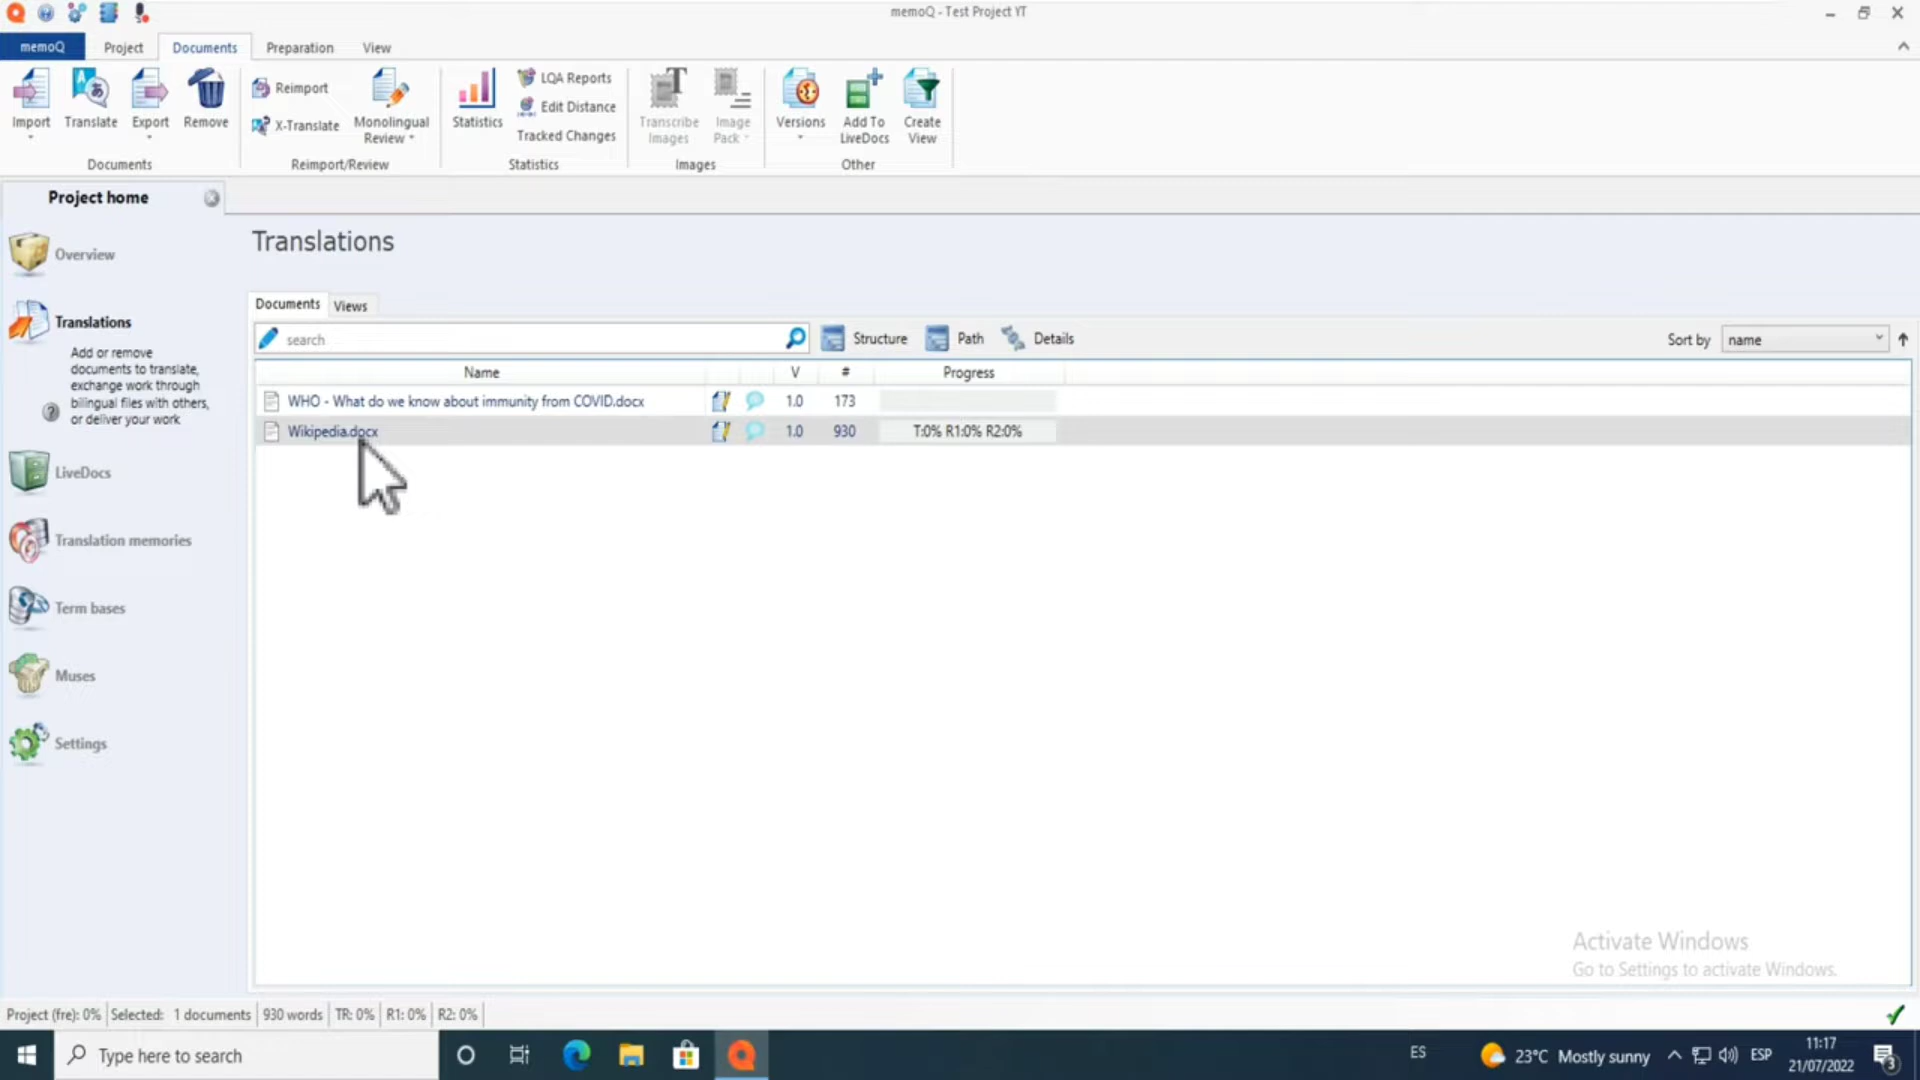 memoQ - Test Project YT
memoQ Project Documents Preparation View
Import Translate Export Remove
Documents
Reimport
X-Translate
Monolingual Review
Reimport/Review
Statistics
LQA Reports
Edit Distance
Tracked Changes
Statistics
Transcribe Images
Image Pack
Images
Versions
Add To LiveDocs
Create View
Other
Project home
Overview
Translations
Add or remove
documents to translate,
exchange work through
bilingual files with others,
or deliver your work
LiveDocs
Translation memories
Term bases
Muses
Settings
Translations
Documents Views
search Structure Path Details Sort by name
Name V # Progress
WHO - What do we know about immunity from COVID.docx 1.0 173
Wikipedia.docx 1.0 930 T:0% R1:0% R2:0%
Activate Windows
Go to Settings to activate Windows.
Project (fre): 0% Selected: 1 documents 930 words TR: 0% R1: 0% R2: 0%
Type here to search ES 23°C Mostly sunny ESP 11:17
21/07/2022
3